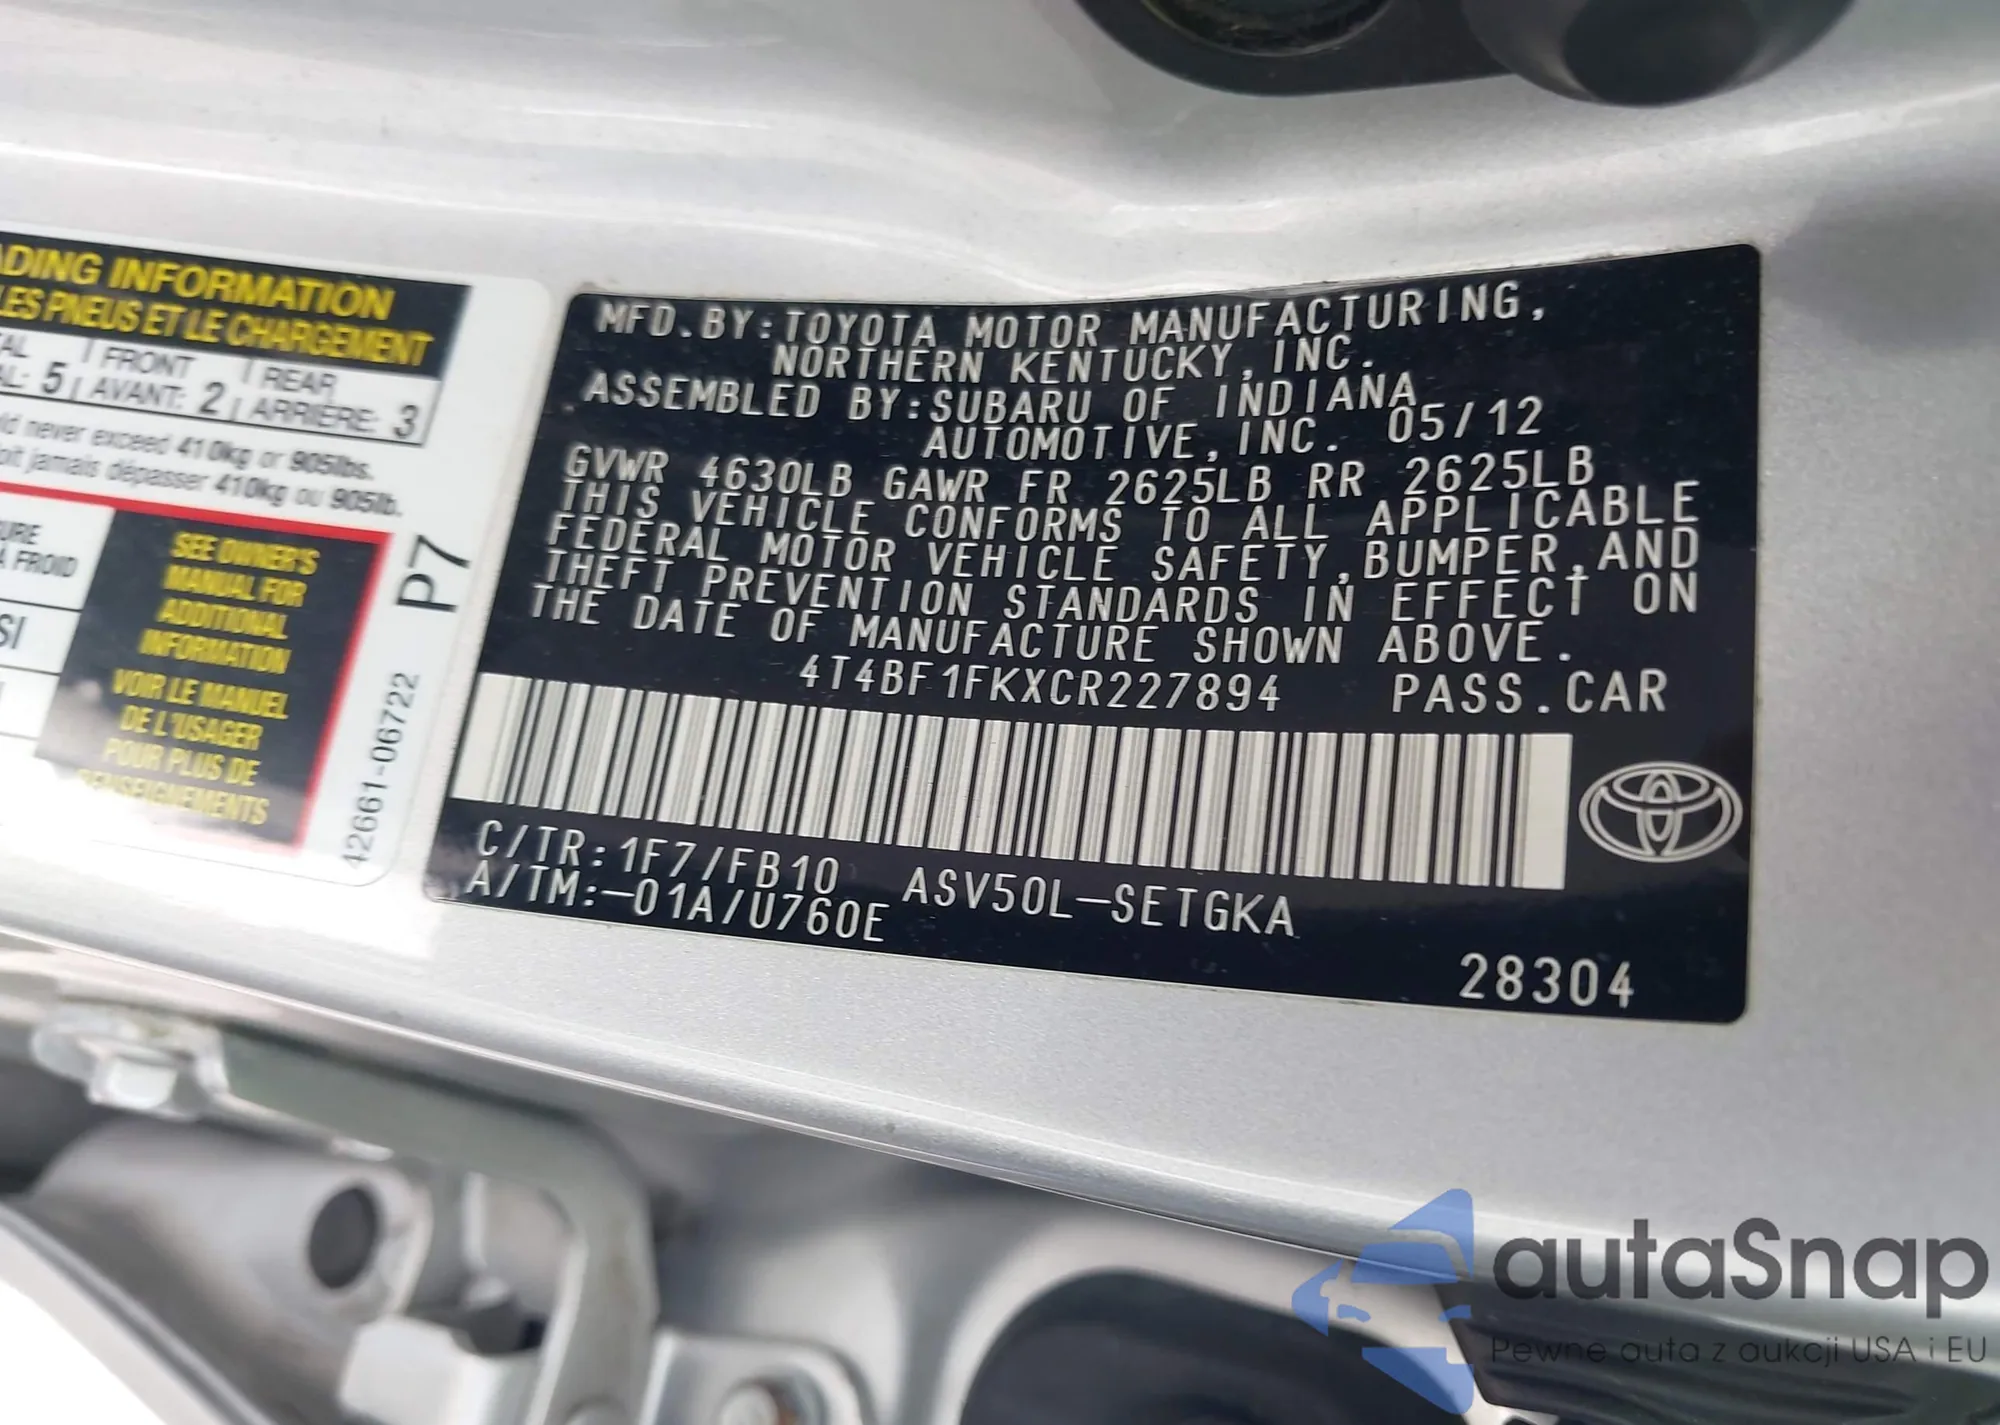 ADING INFORMATION
LES PNEUS ET LE CHARGEMENT
FRONT
REAR
5
AVANT: 2
ARRIÈRE: 3
never exceed 410kg or 905lbs.
jamais dépasser 410kg ou 905lb.
A FROID
SEE OWNER'S
MANUAL FOR
ADDITIONAL
INFORMATION
VOIR LE MANUEL
DE L'USAGER
POUR PLUS DE
RENSEIGNEMENTS
P7
42661-06722
MFD.BY:TOYOTA MOTOR MANUFACTURING,
NORTHERN KENTUCKY,INC.
ASSEMBLED BY:SUBARU OF INDIANA
AUTOMOTIVE,INC. 05/12
GVWR 4630LB GAWR FR 2625LB RR 2625LB
THIS VEHICLE CONFORMS TO ALL APPLICABLE
FEDERAL MOTOR VEHICLE SAFETY,BUMPER,AND
THEFT PREVENTION STANDARDS IN EFFECT ON
THE DATE OF MANUFACTURE SHOWN ABOVE.
4T4BF1FKXCR227894 PASS.CAR
C/TR:1F7/FB10 ASV50L-SETGKA
A/TM:-01A/U760E
28304
autaSnap
Pewne auta z aukcji USA i EU